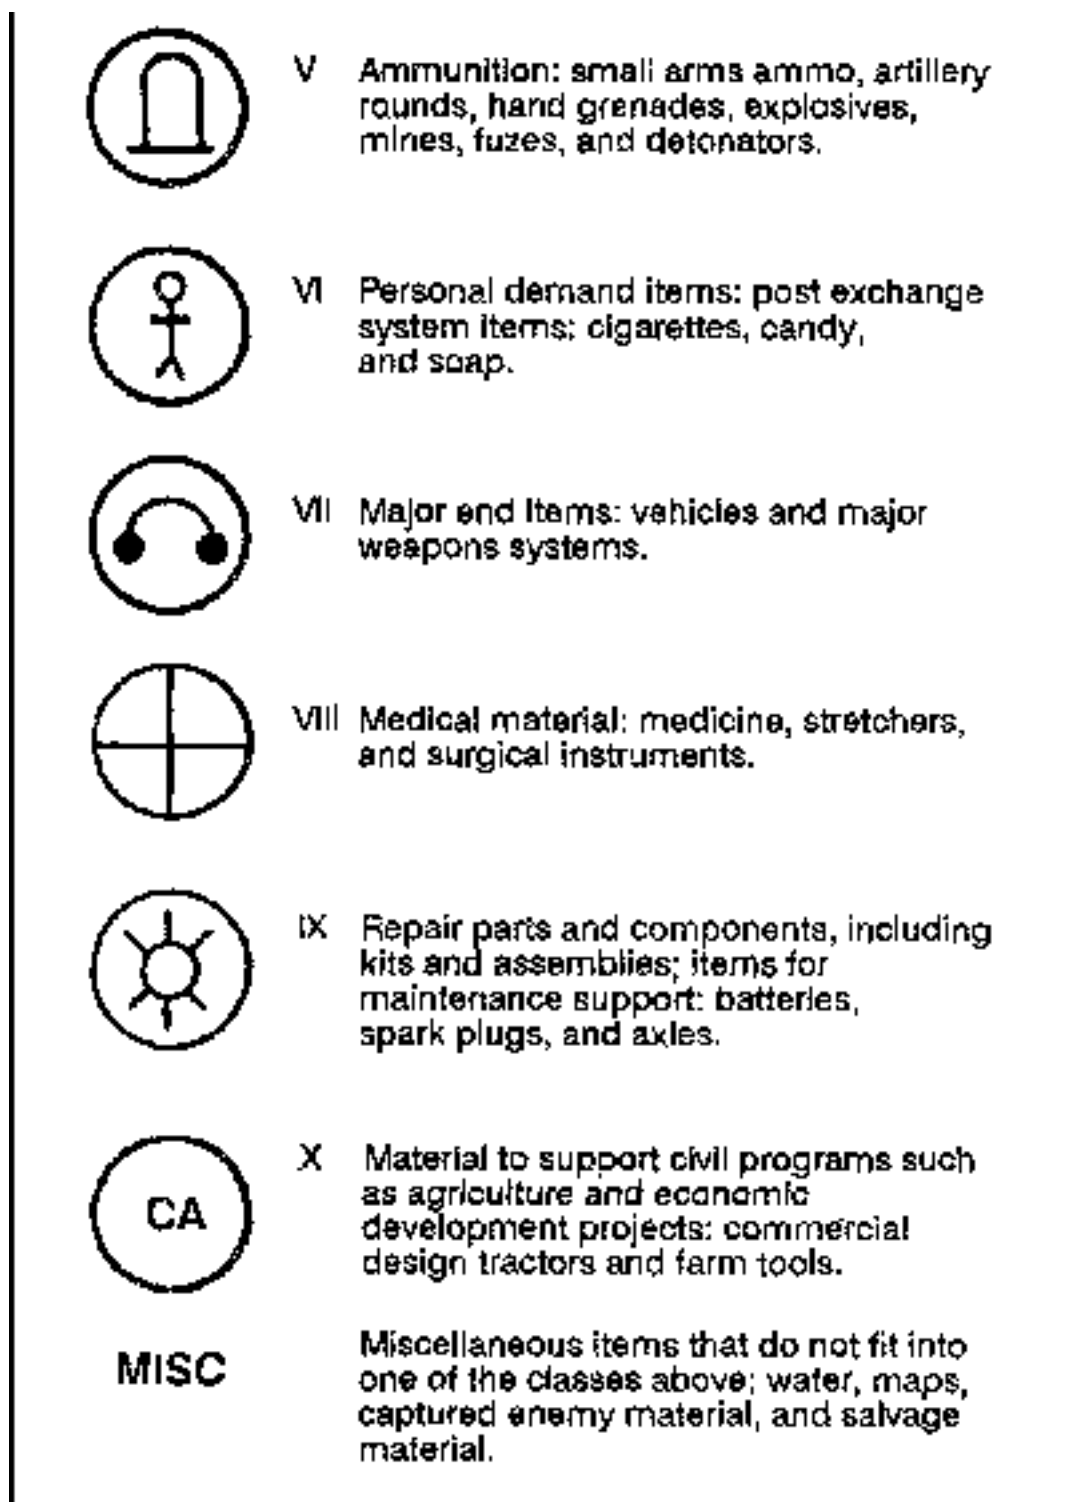 V Ammunition: small arms ammo, artillery
rounds, hand grenades, explosives,
mines, fuzes, and detonators.
VI Personal demand items: post exchange
system items; cigarettes, candy,
and soap.
VII Major end items: vehicles and major
weapons systems.
VIII Medical material: medicine, stretchers,
and surgical instruments.
IX Repair parts and components, including
kits and assemblies; items for
maintenance support: batteries,
spark plugs, and axles.
CA X Material to support civil programs such
as agriculture and economic
development projects: commercial
design tractors and farm tools.
MISC Miscellaneous items that do not fit into
one of the classes above; water, maps,
captured enemy material, and salvage
material.